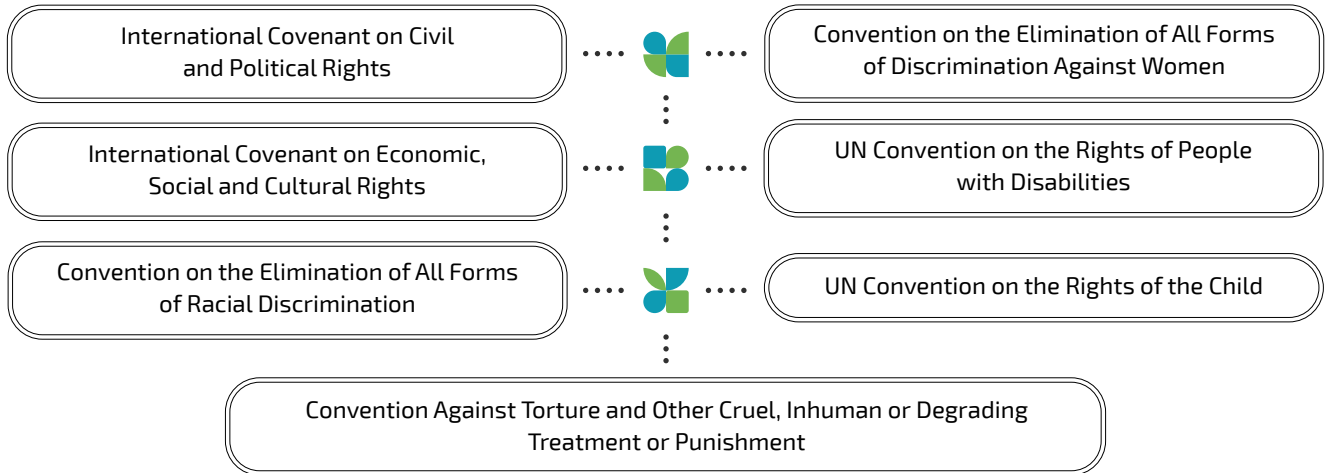 International Covenant on Civil
and Political Rights
Convention on the Elimination of All Forms
of Discrimination Against Women
International Covenant on Economic,
Social and Cultural Rights
UN Convention on the Rights of People
with Disabilities
Convention on the Elimination of All Forms
of Racial Discrimination
UN Convention on the Rights of the Child
Convention Against Torture and Other Cruel, Inhuman or Degrading
Treatment or Punishment